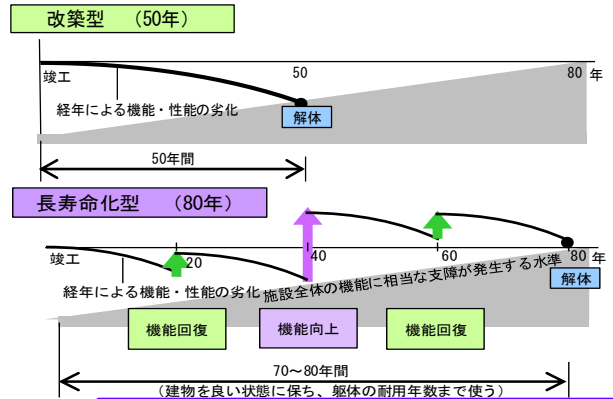 改築型 （50年）
竣工
50
80 年
経年による機能・性能の劣化
解体
50年間
長寿命化型 （80年）
竣工
20
40
60
80 年
経年による機能・性能の劣化
施設全体の機能に相当な支障が発生する水準
解体
機能回復
機能向上
機能回復
70～80年間
（建物を良い状態に保ち、躯体の耐用年数まで使う）